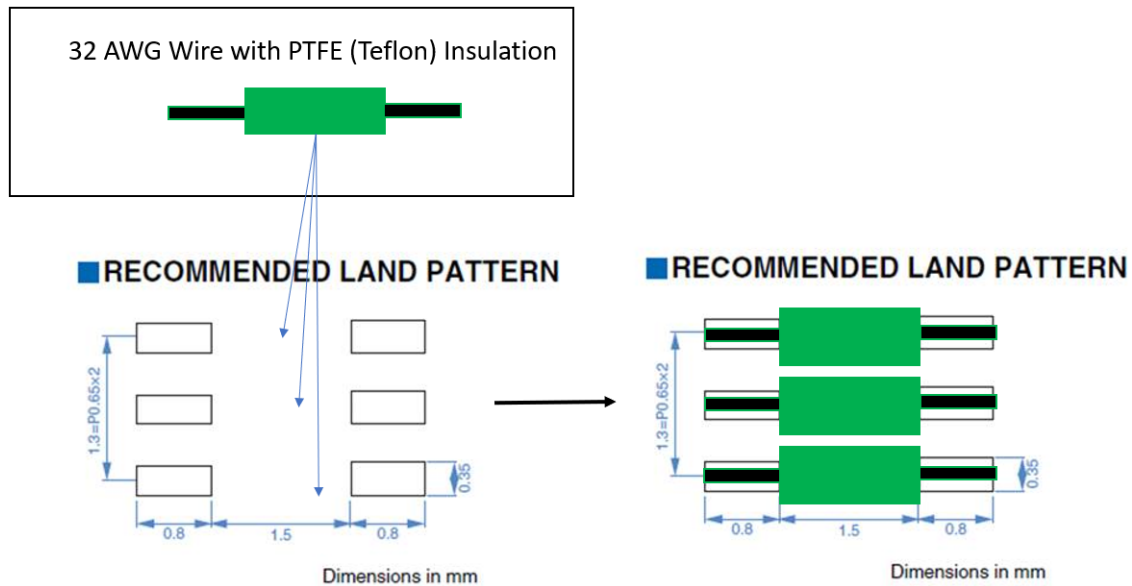 32 AWG Wire with PTFE (Teflon) Insulation
■RECOMMENDED LAND PATTERN
1.3=P0.65×2
0.35
0.8
1.5
0.8
Dimensions in mm
■RECOMMENDED LAND PATTERN
1.3=P0.65×2
0.35
0.8
1.5
0.8
Dimensions in mm